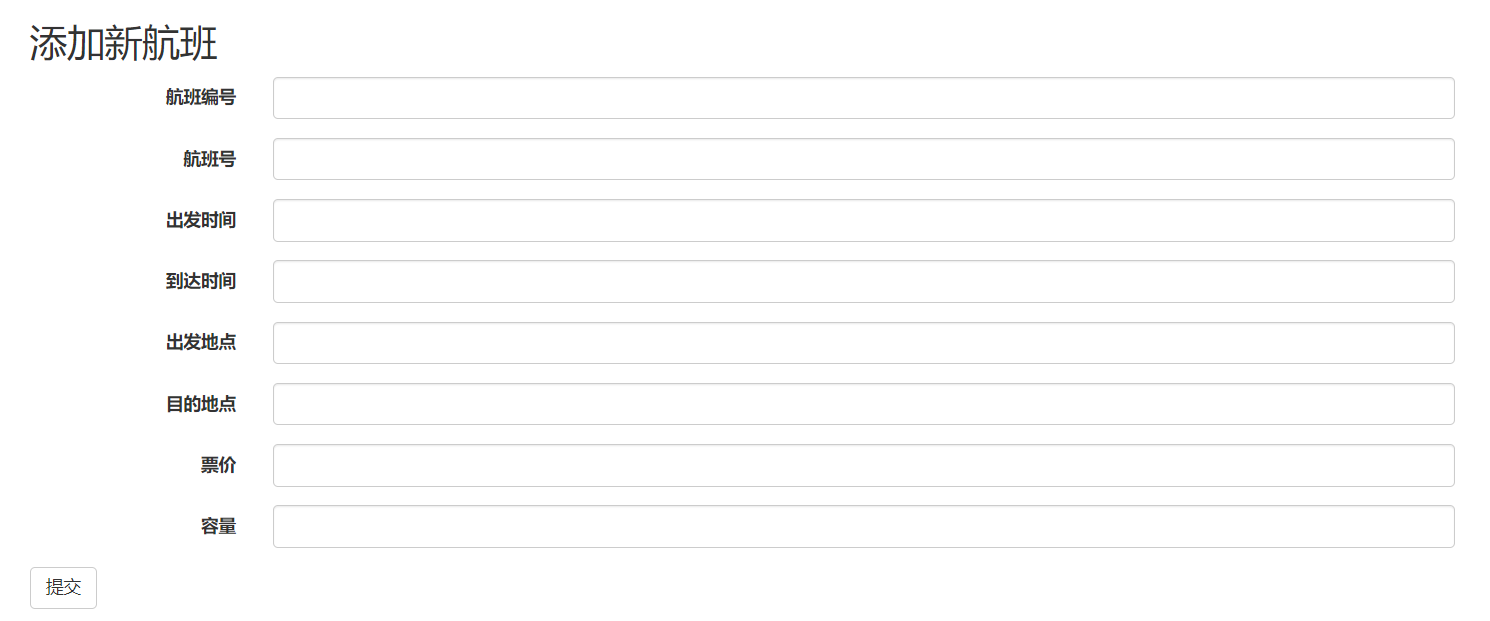 添加新航班
航班编号
航班号
出发时间
到达时间
出发地点
目的地点
票价
容量
提交